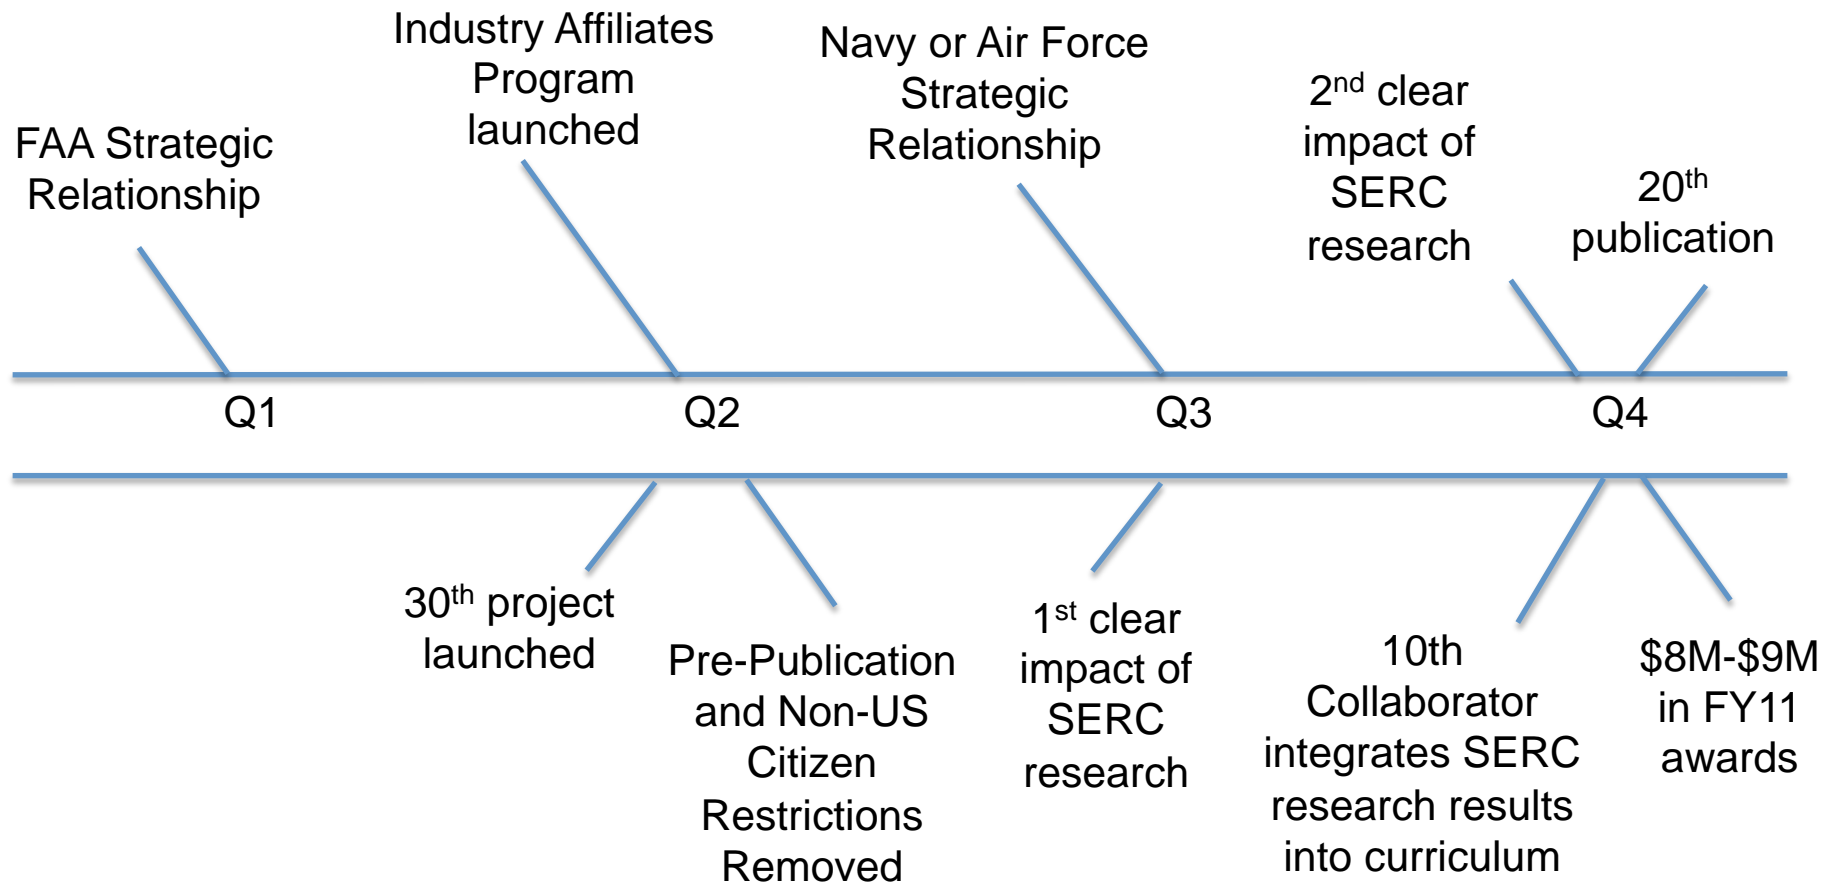 FAA Strategic
Relationship
Industry Affiliates
Program
launched
Navy or Air Force
Strategic
Relationship
2nd clear
impact of
SERC
research
20th
publication
Q1
Q2
Q3
Q4
30th project
launched
Pre-Publication
and Non-US
Citizen
Restrictions
Removed
1st clear
impact of
SERC
research
10th
Collaborator
integrates SERC
research results
into curriculum
$8M-$9M
in FY11
awards